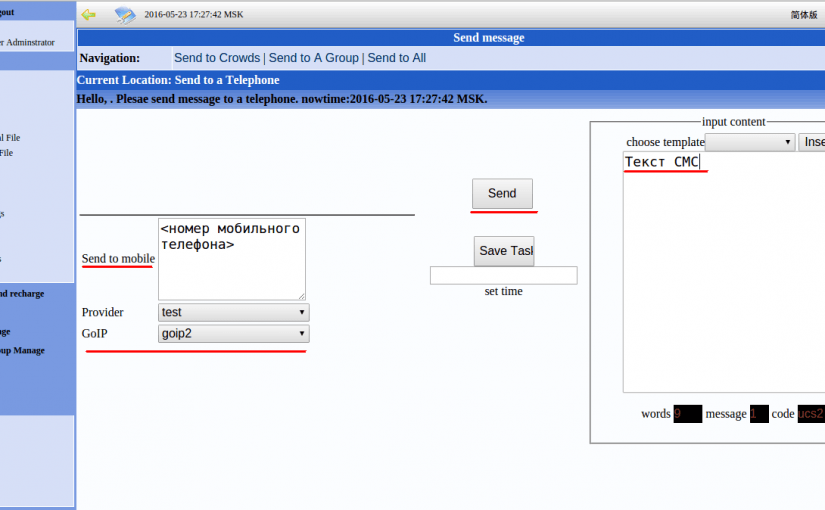 gout
2016-05-23 17:27:42 MSK
简体版
er Adminstrator
Send message
Navigation: Send to Crowds | Send to A Group | Send to All
Current Location: Send to a Telephone
Hello, . Plesae send message to a telephone. nowtime:2016-05-23 17:27:42 MSK.
al File
File
gs
s
nd recharge
age
oup Manage
Send to mobile
<номер мобильного
телефона>
Provider test
GoIP goip2
Send
Save Task
set time
input content
choose template Inse
Текст СМС
words 9 message 1 code ucs2